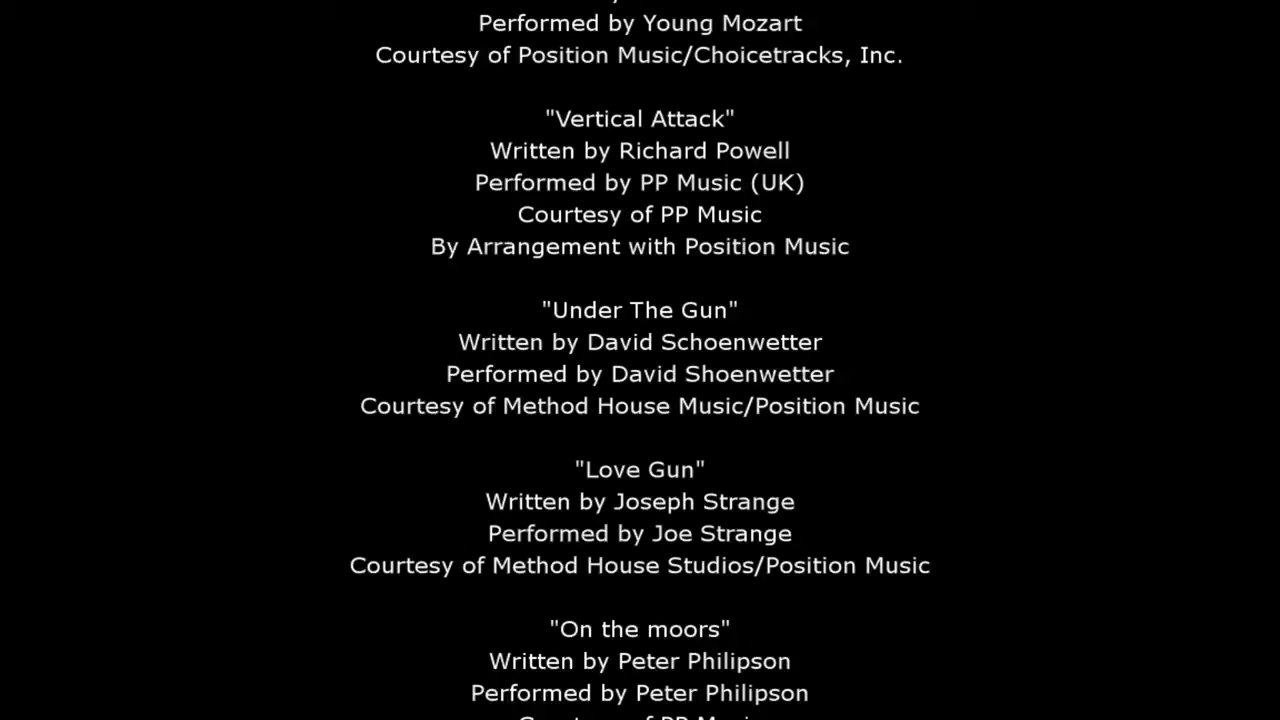 Performed by Young Mozart
Courtesy of Position Music/Choicetracks, Inc.
"Vertical Attack"
Written by Richard Powell
Performed by PP Music (UK)
Courtesy of PP Music
By Arrangement with Position Music
"Under The Gun"
Written by David Schoenwetter
Performed by David Shoenwetter
Courtesy of Method House Music/Position Music
"Love Gun"
Written by Joseph Strange
Performed by Joe Strange
Courtesy of Method House Studios/Position Music
"On the moors"
Written by Peter Philipson
Performed by Peter Philipson
Courtesy of PP Music